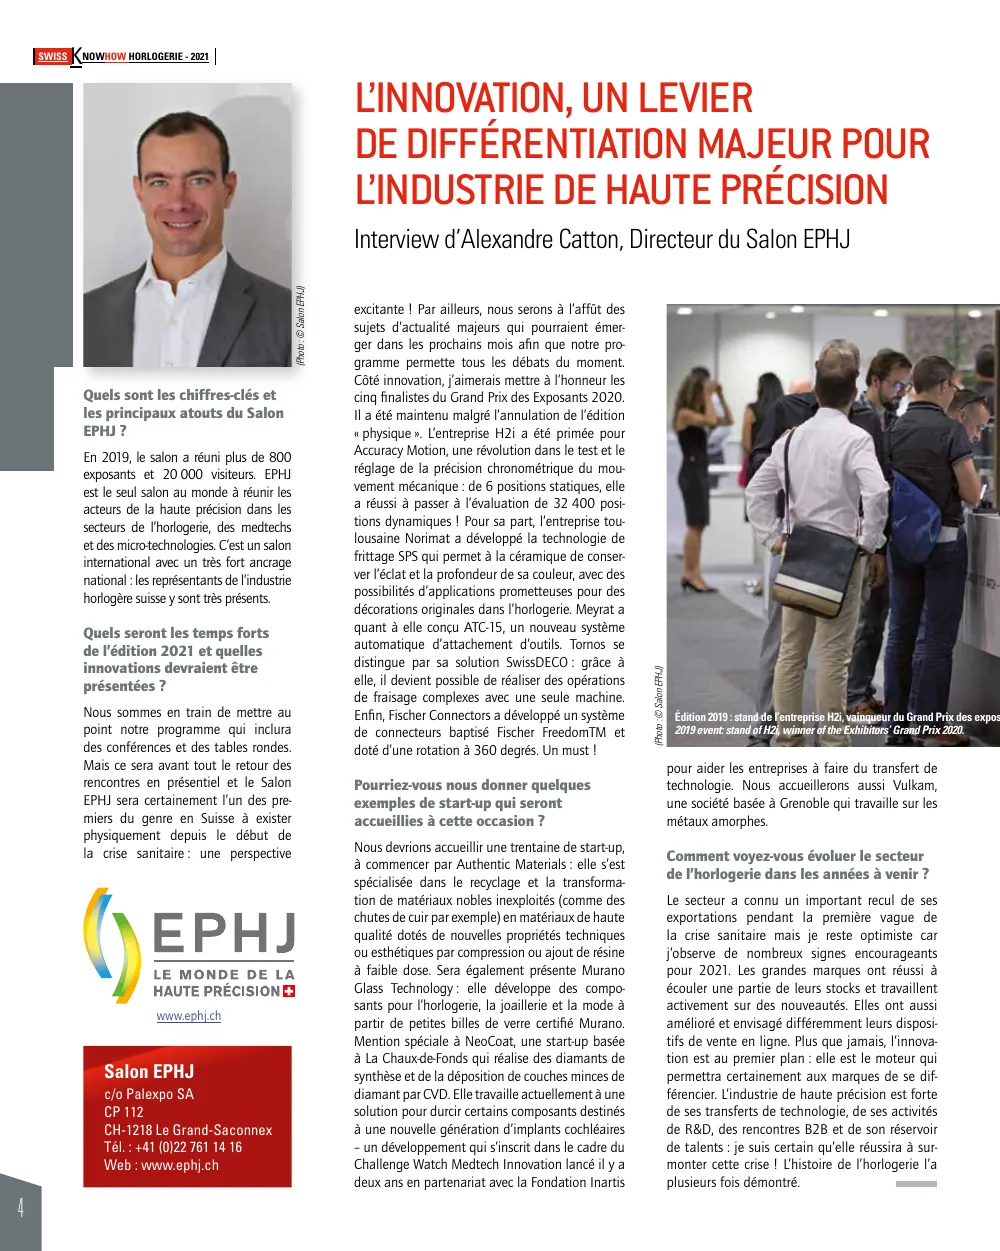 SWISS KNOWHOW HORLOGERIE - 2021
L’INNOVATION, UN LEVIER
DE DIFFÉRENTIATION MAJEUR POUR
L’INDUSTRIE DE HAUTE PRÉCISION
Interview d’Alexandre Catton, Directeur du Salon EPHJ
(Photo : © Salon EPHJ)
Quels sont les chiffres-clés et
les principaux atouts du Salon
EPHJ ?
En 2019, le salon a réuni plus de 800
exposants et 20 000 visiteurs. EPHJ
est le seul salon au monde à réunir les
acteurs de la haute précision dans les
secteurs de l’horlogerie, des medtechs
et des micro-technologies. C’est un salon
international avec un très fort ancrage
national : les représentants de l’industrie
horlogère suisse y sont très présents.
Quels seront les temps forts
de l’édition 2021 et quelles
innovations devraient être
présentées ?
Nous sommes en train de mettre au
point notre programme qui inclura
des conférences et des tables rondes.
Mais ce sera avant tout le retour des
rencontres en présentiel et le Salon
EPHJ sera certainement l’un des pre-
miers du genre en Suisse à exister
physiquement depuis le début de
la crise sanitaire : une perspective
EPHJ
LE MONDE DE LA
HAUTE PRÉCISION
www.ephj.ch
Salon EPHJ
c/o Palexpo SA
CP 112
CH-1218 Le Grand-Saconnex
Tél. : +41 (0)22 761 14 16
Web : www.ephj.ch
4
excitante ! Par ailleurs, nous serons à l’affût des
sujets d’actualité majeurs qui pourraient émer-
ger dans les prochains mois afin que notre pro-
gramme permette tous les débats du moment.
Côté innovation, j’aimerais mettre à l’honneur les
cinq finalistes du Grand Prix des Exposants 2020.
Il a été maintenu malgré l’annulation de l’édition
« physique ». L’entreprise H2i a été primée pour
Accuracy Motion, une révolution dans le test et le
réglage de la précision chronométrique du mou-
vement mécanique : de 6 positions statiques, elle
a réussi à passer à l’évaluation de 32 400 posi-
tions dynamiques ! Pour sa part, l’entreprise tou-
lousaine Norimat a développé la technologie de
frittage SPS qui permet à la céramique de conser-
ver l’éclat et la profondeur de sa couleur, avec des
possibilités d’applications prometteuses pour des
décorations originales dans l’horlogerie. Meyrat a
quant à elle conçu ATC-15, un nouveau système
automatique d’attachement d’outils. Tornos se
distingue par sa solution SwissDECO : grâce à
elle, il devient possible de réaliser des opérations
de fraisage complexes avec une seule machine.
Enfin, Fischer Connectors a développé un système
de connecteurs baptisé Fischer FreedomTM et
doté d’une rotation à 360 degrés. Un must !
Pourriez-vous nous donner quelques
exemples de start-up qui seront
accueillies à cette occasion ?
Nous devrions accueillir une trentaine de start-up,
à commencer par Authentic Materials : elle s’est
spécialisée dans le recyclage et la transforma-
tion de matériaux nobles inexploités (comme des
chutes de cuir par exemple) en matériaux de haute
qualité dotés de nouvelles propriétés techniques
ou esthétiques par compression ou ajout de résine
à faible dose. Sera également présente Murano
Glass Technology : elle développe des compo-
sants pour l’horlogerie, la joaillerie et la mode à
partir de petites billes de verre certifié Murano.
Mention spéciale à NeoCoat, une start-up basée
à La Chaux-de-Fonds qui réalise des diamants de
synthèse et de la déposition de couches minces de
diamant par CVD. Elle travaille actuellement à une
solution pour durcir certains composants destinés
à une nouvelle génération d’implants cochléaires
– un développement qui s’inscrit dans le cadre du
Challenge Watch Medtech Innovation lancé il y a
deux ans en partenariat avec la Fondation Inartis
(Photo : © Salon EPHJ)
Édition 2019 : stand de l’entreprise H2i, vainqueur du Grand Prix des expos
2019 event: stand of H2i, winner of the Exhibitors’ Grand Prix 2020.
pour aider les entreprises à faire du transfert de
technologie. Nous accueillerons aussi Vulkam,
une société basée à Grenoble qui travaille sur les
métaux amorphes.
Comment voyez-vous évoluer le secteur
de l’horlogerie dans les années à venir ?
Le secteur a connu un important recul de ses
exportations pendant la première vague de
la crise sanitaire mais je reste optimiste car
j’observe de nombreux signes encourageants
pour 2021. Les grandes marques ont réussi à
écouler une partie de leurs stocks et travaillent
activement sur des nouveautés. Elles ont aussi
amélioré et envisagé différemment leurs disposi-
tifs de vente en ligne. Plus que jamais, l’innova-
tion est au premier plan : elle est le moteur qui
permettra certainement aux marques de se dif-
férencier. L’industrie de haute précision est forte
de ses transferts de technologie, de ses activités
de R&D, des rencontres B2B et de son réservoir
de talents : je suis certain qu’elle réussira à sur-
monter cette crise ! L’histoire de l’horlogerie l’a
plusieurs fois démontré.